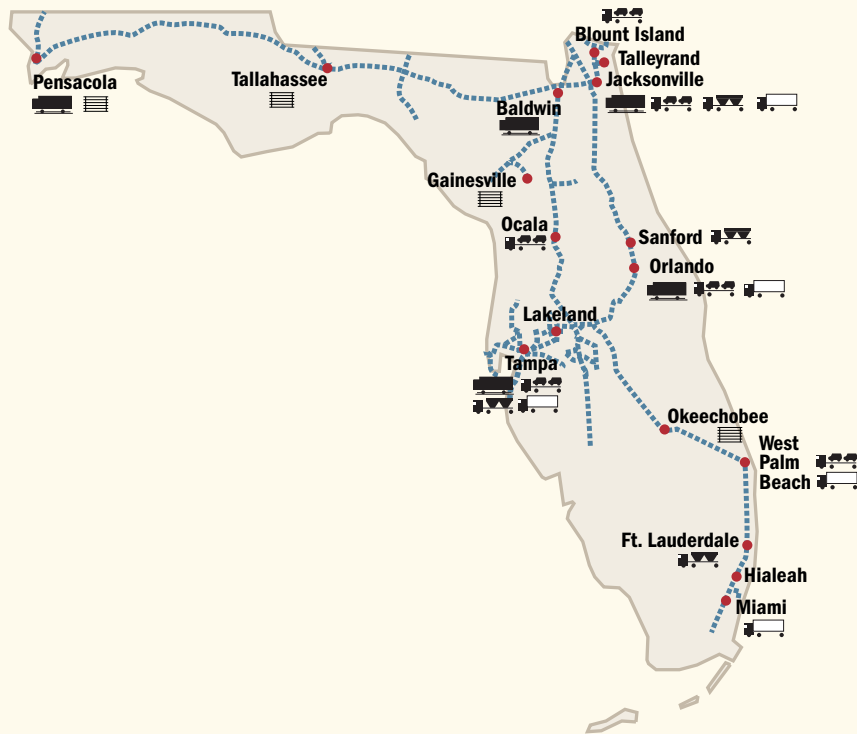 Blount Island
Talleyrand
Pensacola
Tallahassee
Jacksonville
Baldwin
Gainesville
Ocala
Sanford
Orlando
Lakeland
Tampa
Okeechobee
West
Palm
Beach
Ft. Lauderdale
Hialeah
Miami